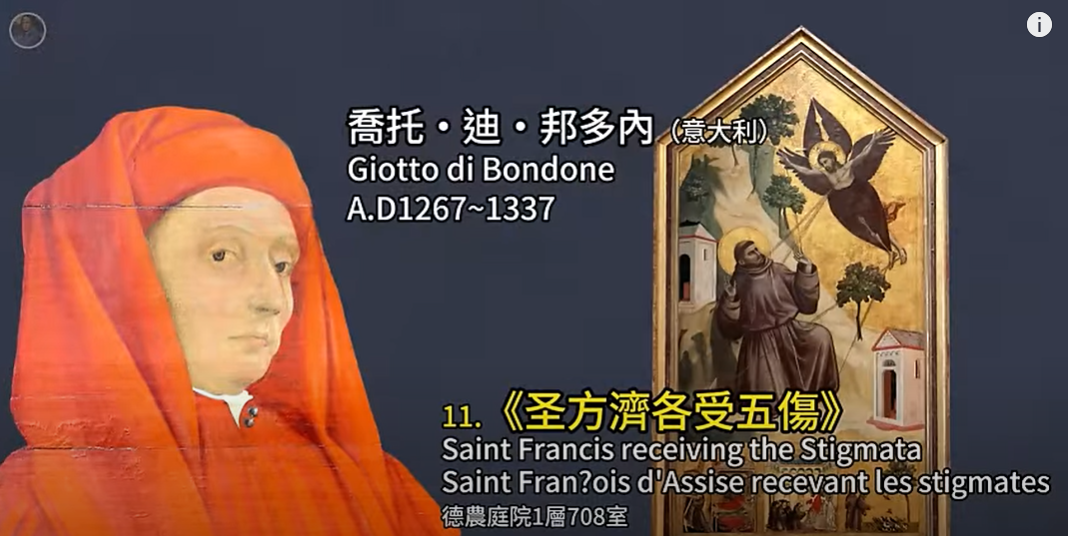 喬托·迪·邦多內（意大利）
Giotto di Bondone
A.D1267~1337
11.《圣方濟各受五傷》
Saint Francis receiving the Stigmata
Saint Fran?ois d'Assise recevant les stigmates
德農庭院1層708室